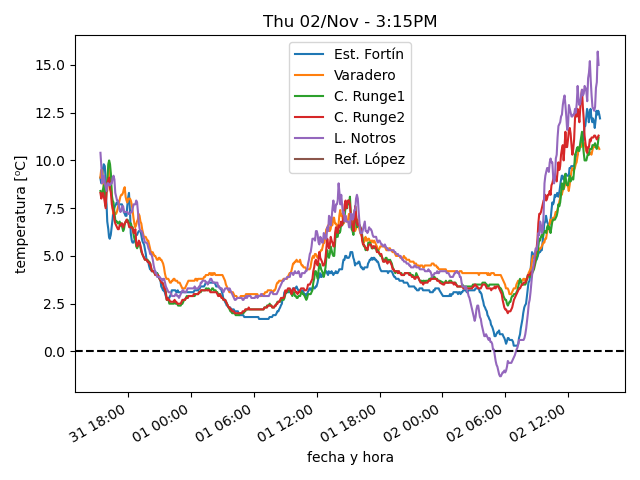 Thu 02/Nov - 3:15PM
Est. Fortín
Varadero
C. Runge1
C. Runge2
L. Notros
Ref. López
temperatura [ºC]
15.0
12.5
10.0
7.5
5.0
2.5
0.0
31 18:00
01 00:00
01 06:00
01 12:00
01 18:00
02 00:00
02 06:00
02 12:00
fecha y hora